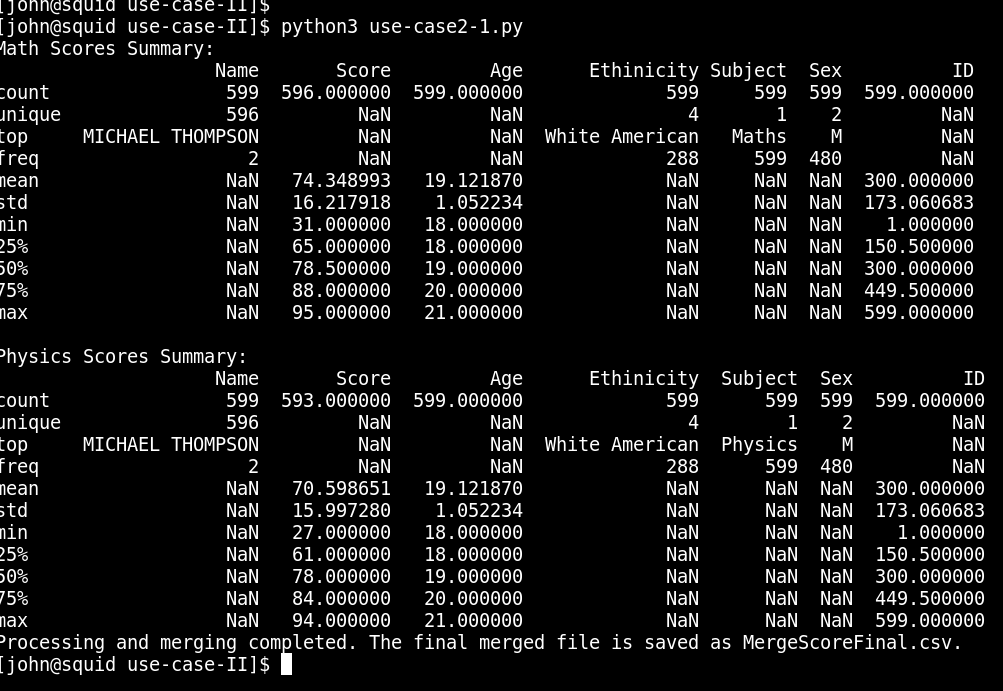 [john@squid use-case-II]$
[john@squid use-case-II]$ python3 use-case2-1.py
Math Scores Summary:
                    Name       Score         Age      Ethinicity Subject  Sex          ID
count                599  596.000000  599.000000             599     599  599  599.000000
unique               596         NaN         NaN               4       1    2         NaN
top     MICHAEL THOMPSON         NaN         NaN  White American   Maths    M         NaN
freq                   2         NaN         NaN             288     599  480         NaN
mean                 NaN   74.348993   19.121870             NaN     NaN  NaN  300.000000
std                  NaN   16.217918    1.052234             NaN     NaN  NaN  173.060683
min                  NaN   31.000000   18.000000             NaN     NaN  NaN    1.000000
25%                  NaN   65.000000   18.000000             NaN     NaN  NaN  150.500000
50%                  NaN   78.500000   19.000000             NaN     NaN  NaN  300.000000
75%                  NaN   88.000000   20.000000             NaN     NaN  NaN  449.500000
max                  NaN   95.000000   21.000000             NaN     NaN  NaN  599.000000
Physics Scores Summary:
                    Name       Score         Age      Ethinicity  Subject  Sex          ID
count                599  593.000000  599.000000             599      599  599  599.000000
unique               596         NaN         NaN               4        1    2         NaN
top     MICHAEL THOMPSON         NaN         NaN  White American  Physics    M         NaN
freq                   2         NaN         NaN             288      599  480         NaN
mean                 NaN   70.598651   19.121870             NaN      NaN  NaN  300.000000
std                  NaN   15.997280    1.052234             NaN      NaN  NaN  173.060683
min                  NaN   27.000000   18.000000             NaN      NaN  NaN    1.000000
25%                  NaN   61.000000   18.000000             NaN      NaN  NaN  150.500000
50%                  NaN   78.000000   19.000000             NaN      NaN  NaN  300.000000
75%                  NaN   84.000000   20.000000             NaN      NaN  NaN  449.500000
max                  NaN   94.000000   21.000000             NaN      NaN  NaN  599.000000
Processing and merging completed. The final merged file is saved as MergeScoreFinal.csv.
[john@squid use-case-II]$